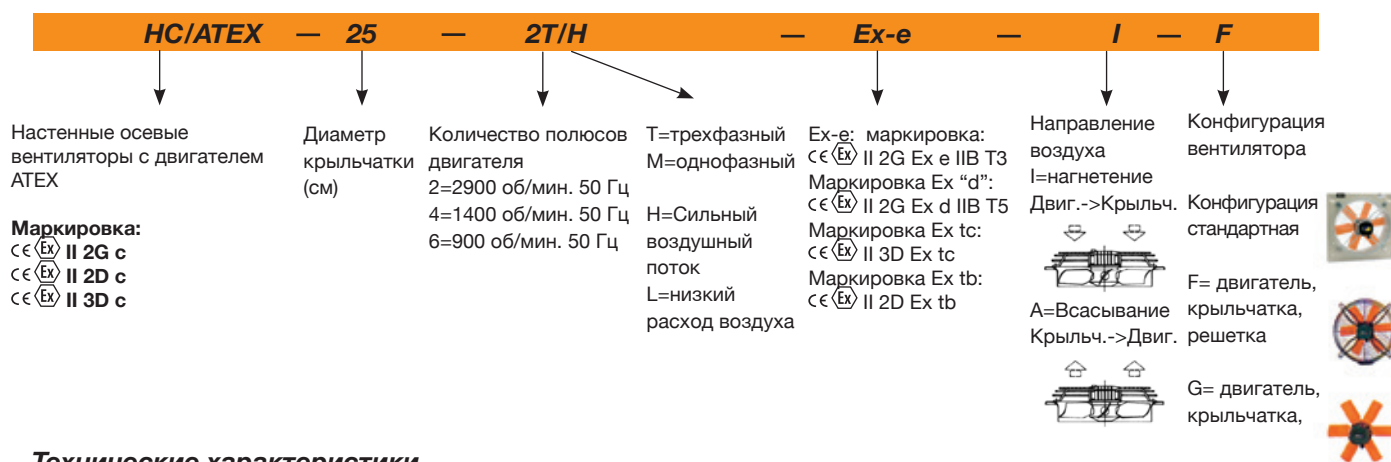 HC/ATEX — 25 — 2T/H — Ex-e — I — F
Настенные осевые
вентиляторы с двигателем
ATEX
Маркировка:
CE Ex II 2G c
CE Ex II 2D c
CE Ex II 3D c
Диаметр
крыльчатки
(см)
Количество полюсов
двигателя
2=2900 об/мин. 50 Гц
4=1400 об/мин. 50 Гц
6=900 об/мин. 50 Гц
T=трехфазный
M=однофазный
H=Сильный
воздушный
поток
L=низкий
расход воздуха
Ex-e: маркировка:
CE Ex II 2G Ex e IIB T3
Маркировка Ex “d”:
CE Ex II 2G Ex d IIB T5
Маркировка Ex tc:
CE Ex II 3D Ex tc
Маркировка Ex tb:
CE Ex II 2D Ex tb
Направление
воздуха
I=нагнетение
Двиг.->Крыльч.
A=Всасывание
Крыльч.->Двиг.
Конфигурация
вентилятора
Конфигурация
стандартная
F= двигатель,
крыльчатка,
решетка
G= двигатель,
крыльчатка,
Технические характеристики